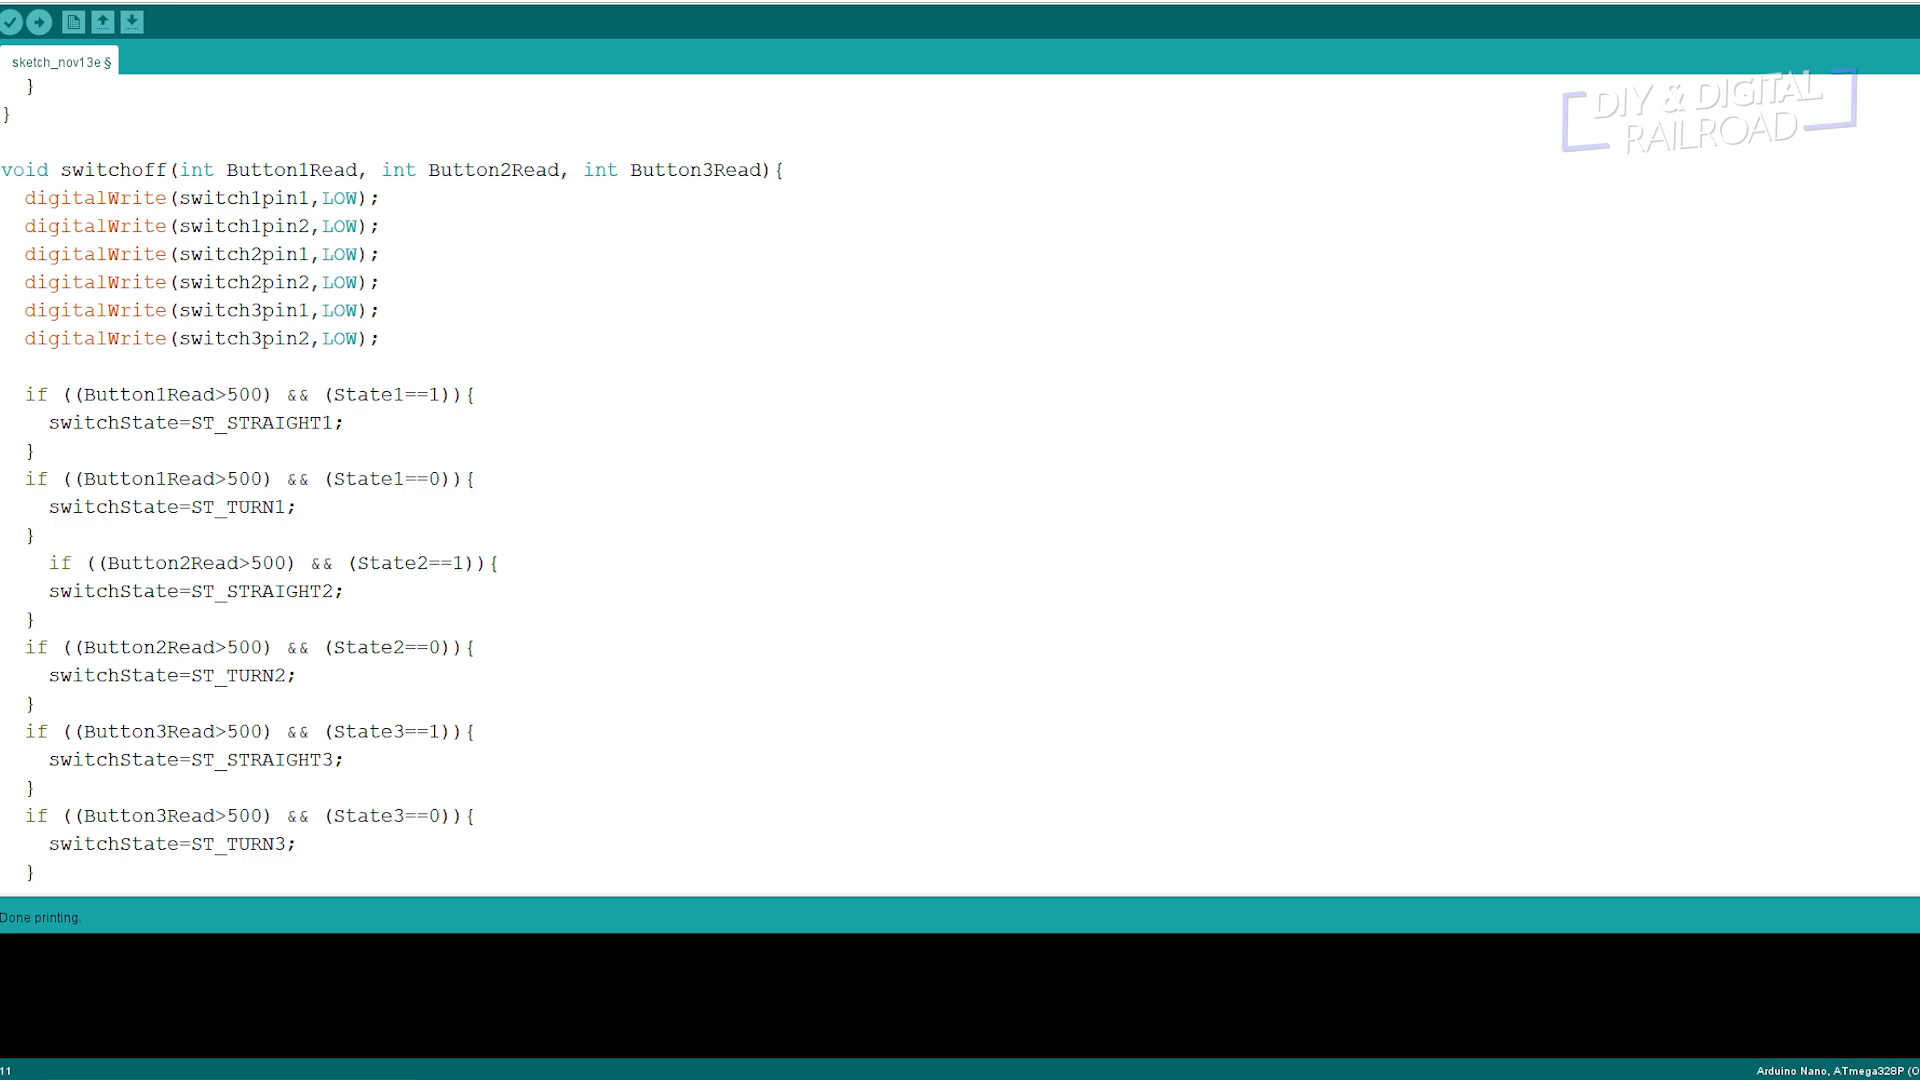 sketch_nov13e §
DIY & DIGITAL
RAILROAD
}
}
void switchoff(int Button1Read, int Button2Read, int Button3Read){
digitalWrite(switch1pin1,LOW);
digitalWrite(switch1pin2,LOW);
digitalWrite(switch2pin1,LOW);
digitalWrite(switch2pin2,LOW);
digitalWrite(switch3pin1,LOW);
digitalWrite(switch3pin2,LOW);
if ((Button1Read>500) && (State1==1)){
switchState=ST_STRAIGHT1;
}
if ((Button1Read>500) && (State1==0)){
switchState=ST_TURN1;
}
if ((Button2Read>500) && (State2==1)){
switchState=ST_STRAIGHT2;
}
if ((Button2Read>500) && (State2==0)){
switchState=ST_TURN2;
}
if ((Button3Read>500) && (State3==1)){
switchState=ST_STRAIGHT3;
}
if ((Button3Read>500) && (State3==0)){
switchState=ST_TURN3;
}
Done printing.
11
Arduino Nano, ATmega328P (O